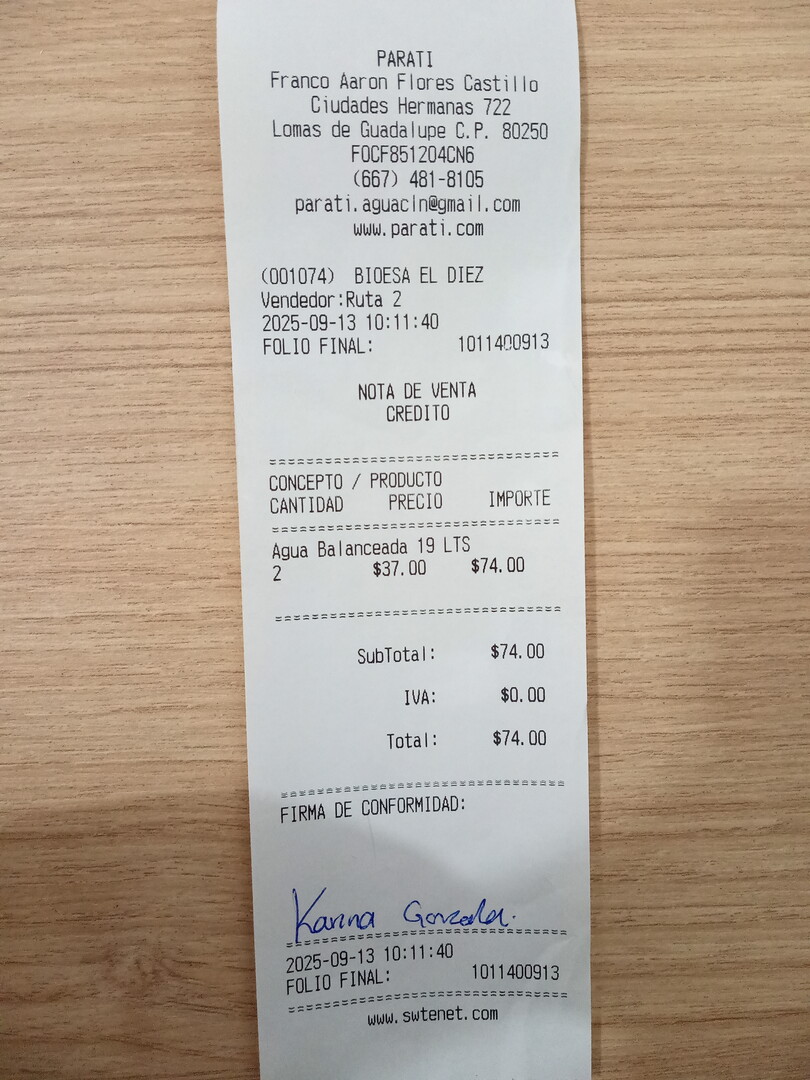 PARATI
Franco Aaron Flores Castillo
Ciudades Hermanas 722
Lomas de Guadalupe C.P. 80250
FOCF851204CN6
(667) 481-8105
parati.aguacln@gmail.com
www.parati.com
(001074) BIOESA EL DIEZ
Vendedor:Ruta 2
2025-09-13 10:11:40
FOLIO FINAL: 1011400913
NOTA DE VENTA
CREDITO
==============================
CONCEPTO / PRODUCTO
CANTIDAD PRECIO IMPORTE
==============================
Agua Balanceada 19 LTS
2 $37.00 $74.00
==============================
SubTotal: $74.00
IVA: $0.00
Total: $74.00
==============================
FIRMA DE CONFORMIDAD:
Karina Gonzalez.
==============================
2025-09-13 10:11:40
FOLIO FINAL: 1011400913
==============================
www.swtenet.com